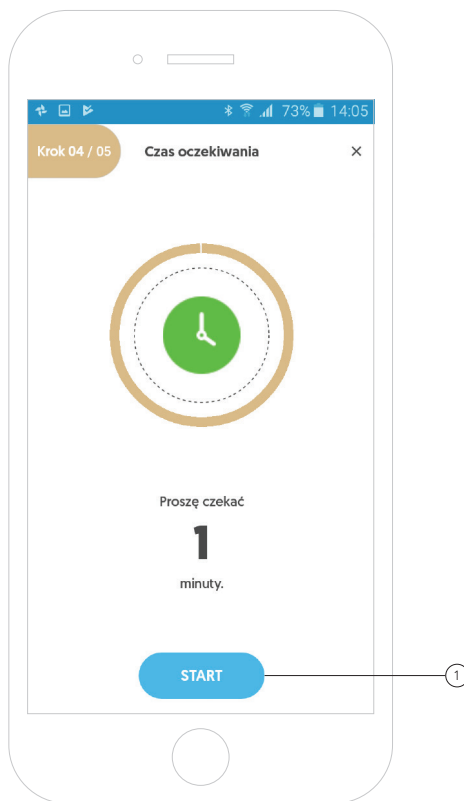 73% 14:05
Krok 04 / 05 Czas oczekiwania
Proszę czekać
1
minuty.
START
1